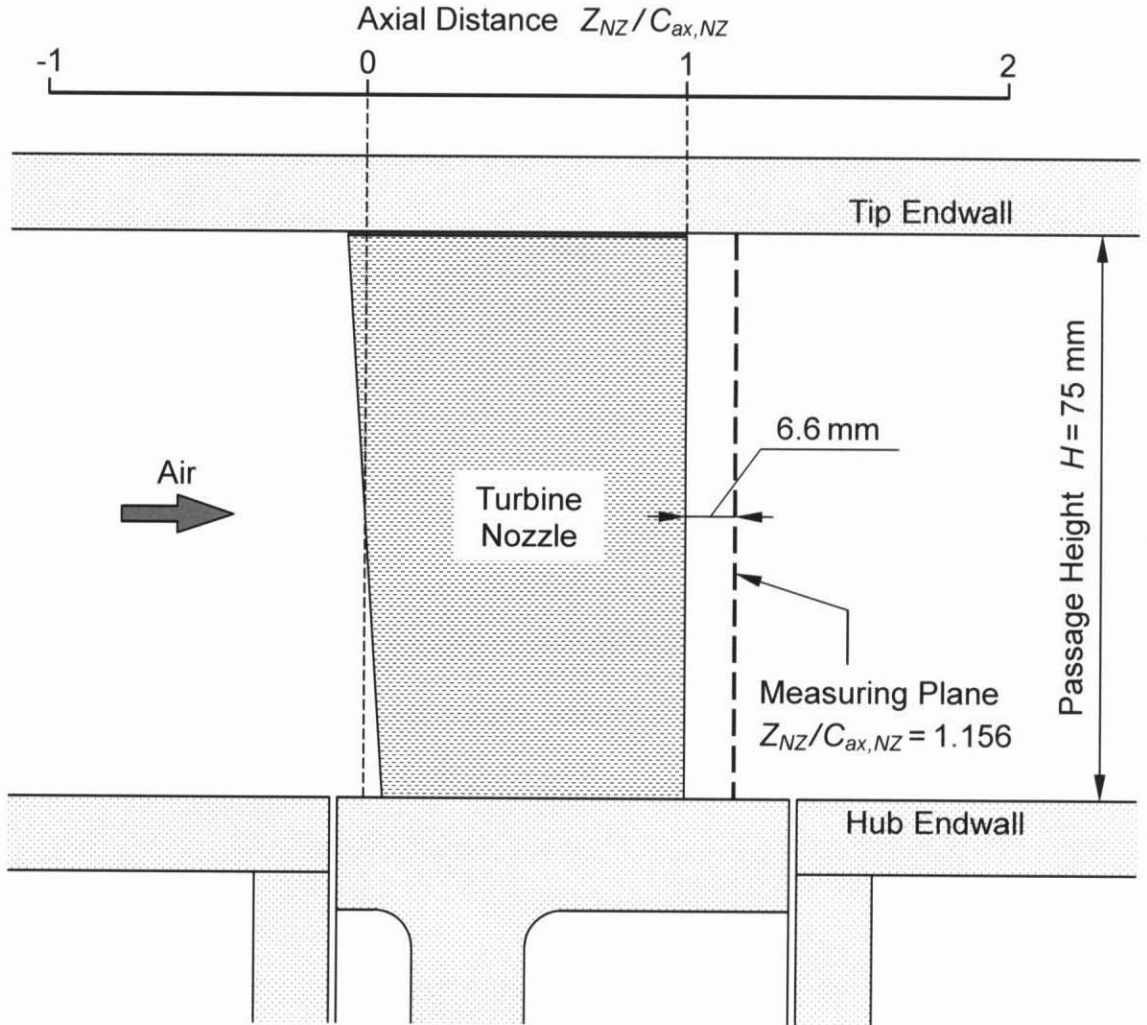 Axial Distance Z_NZ / C_ax,NZ
-1 0 1 2
Tip Endwall
Passage Height H = 75 mm
6.6 mm
Air
Turbine
Nozzle
Measuring Plane
Z_NZ/C_ax,NZ = 1.156
Hub Endwall